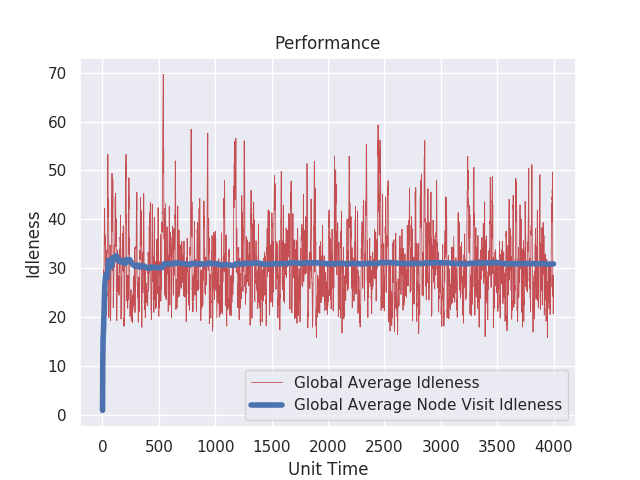 Performance
Idleness
70
60
50
40
30
20
10
0
Global Average Idleness
Global Average Node Visit Idleness
0 500 1000 1500 2000 2500 3000 3500 4000
Unit Time